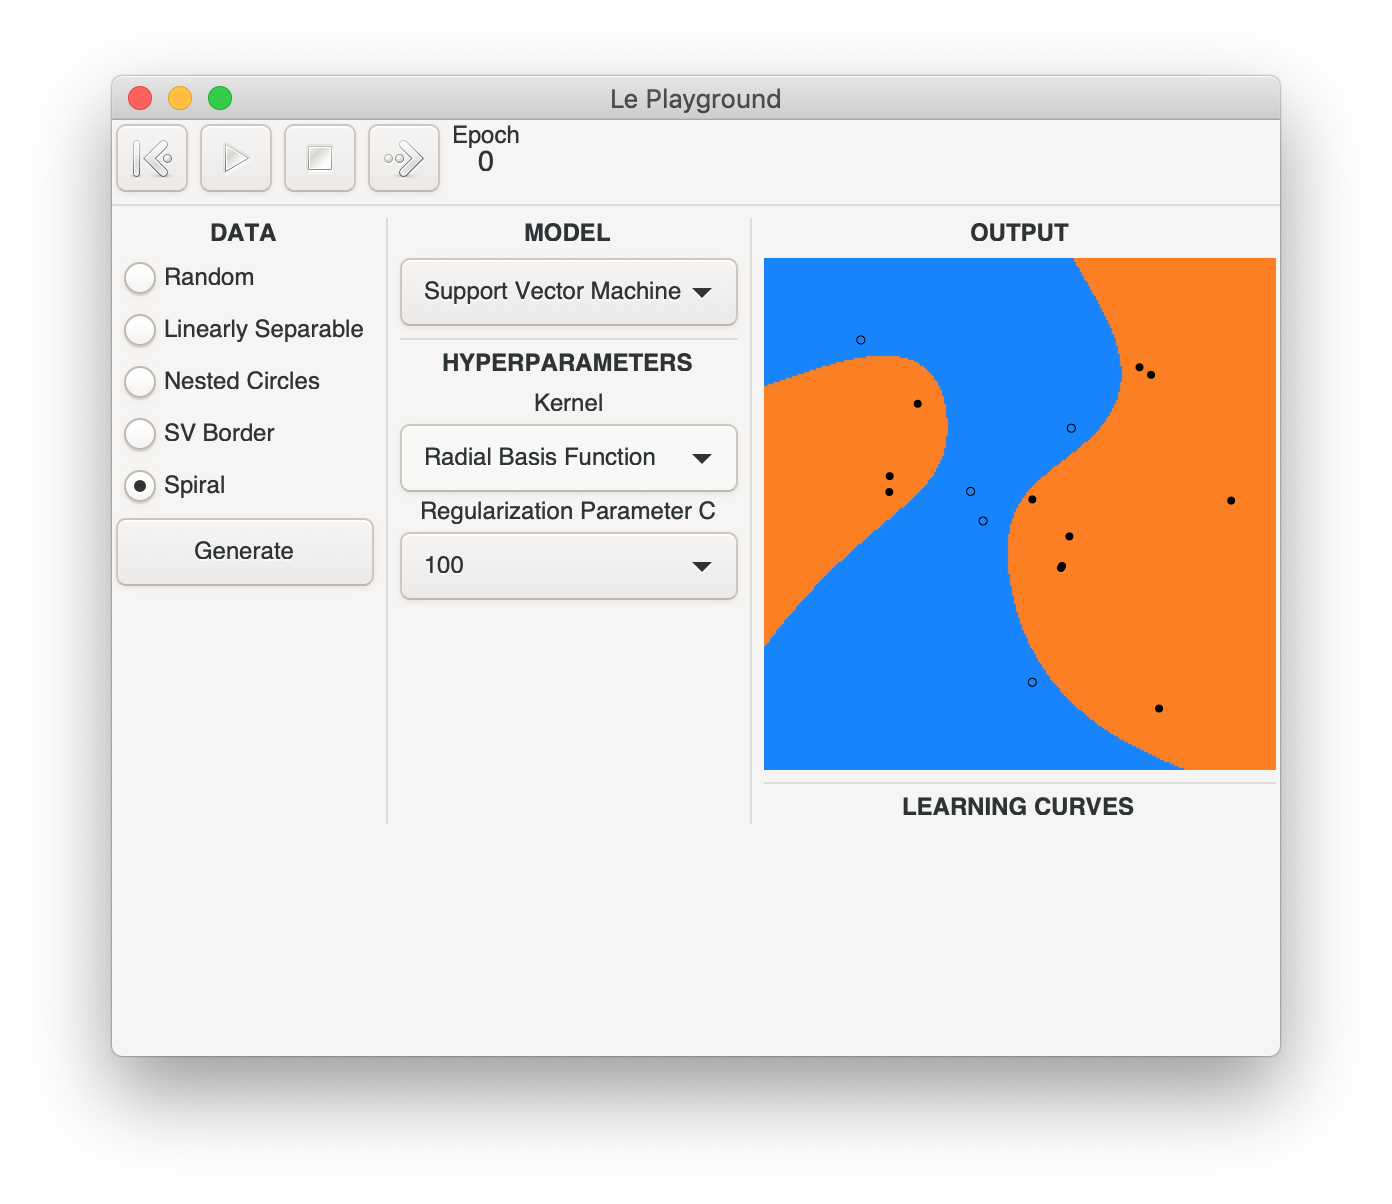 Le Playground
Epoch
0
DATA
Random
Linearly Separable
Nested Circles
SV Border
Spiral
Generate
MODEL
Support Vector Machine
HYPERPARAMETERS
Kernel
Radial Basis Function
Regularization Parameter C
100
OUTPUT
LEARNING CURVES